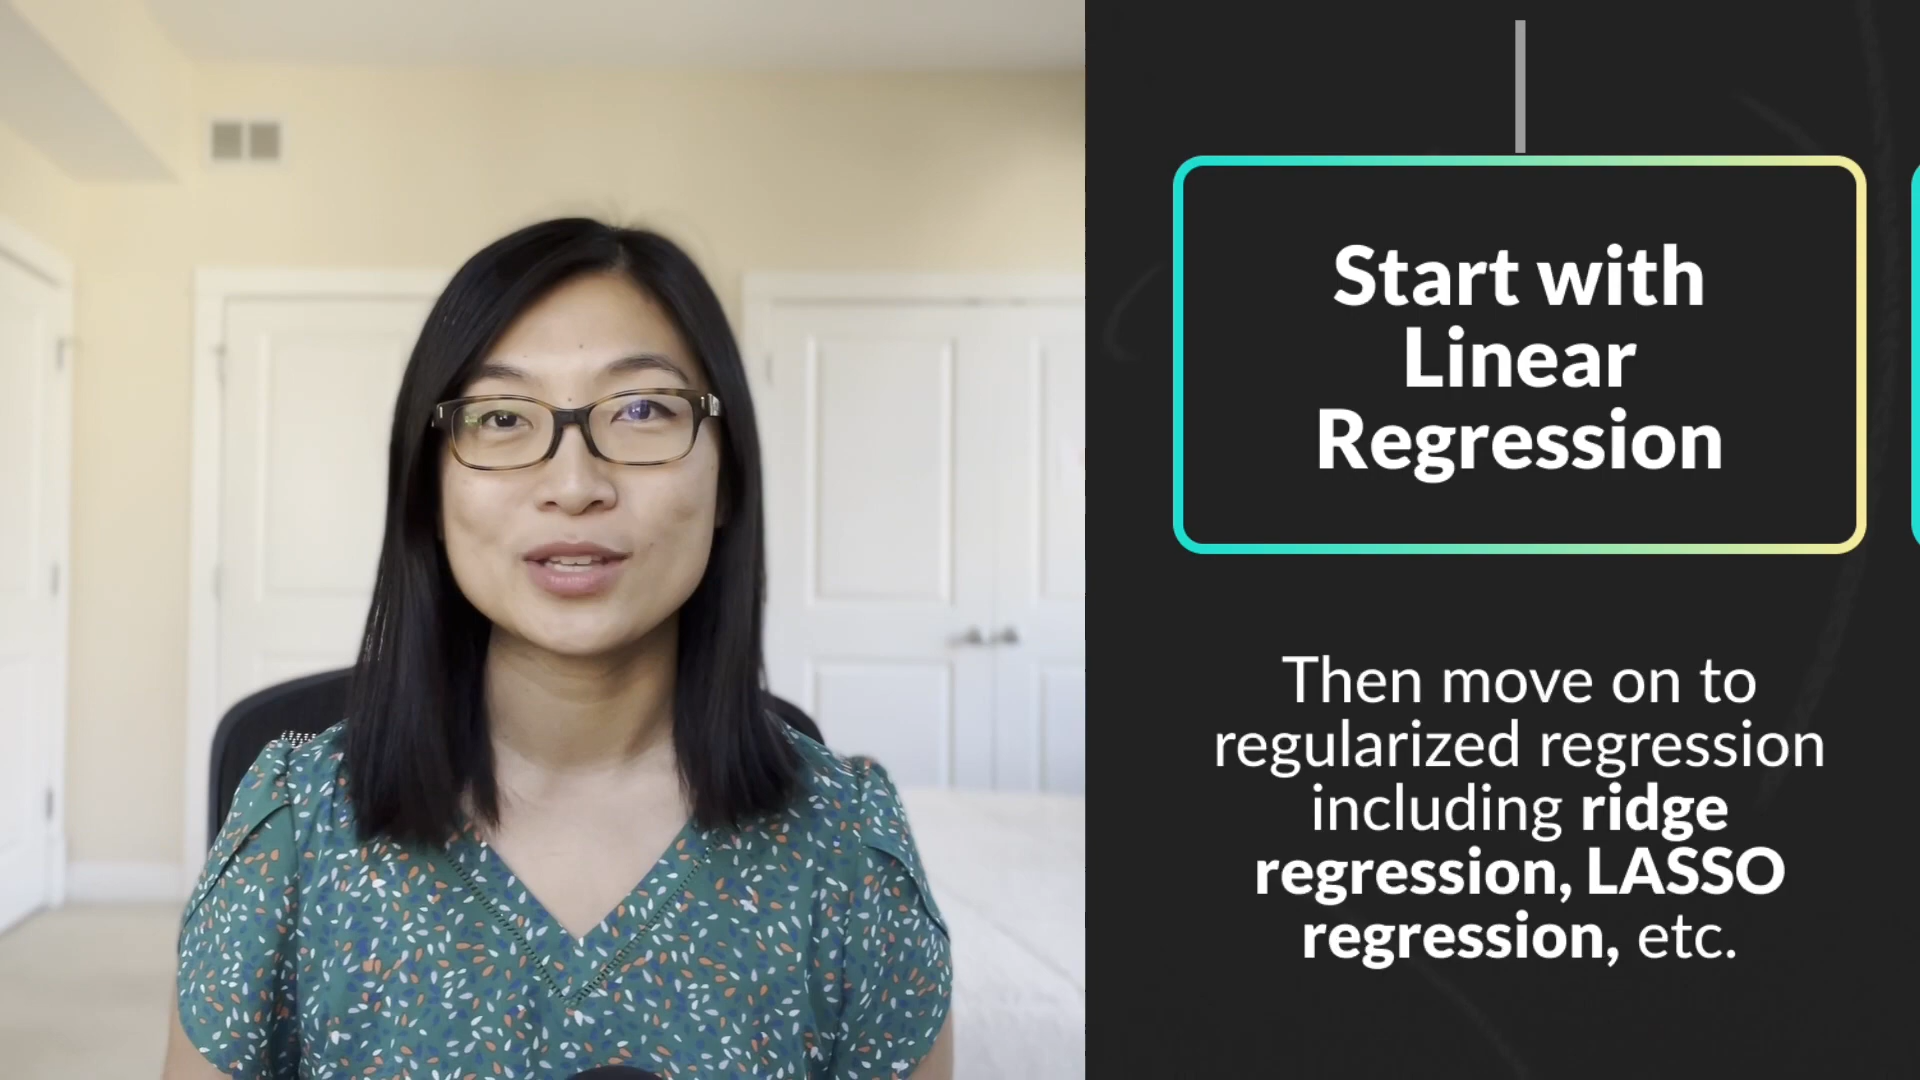 Start with
Linear
Regression
Then move on to
regularized regression
including ridge
regression, LASSO
regression, etc.